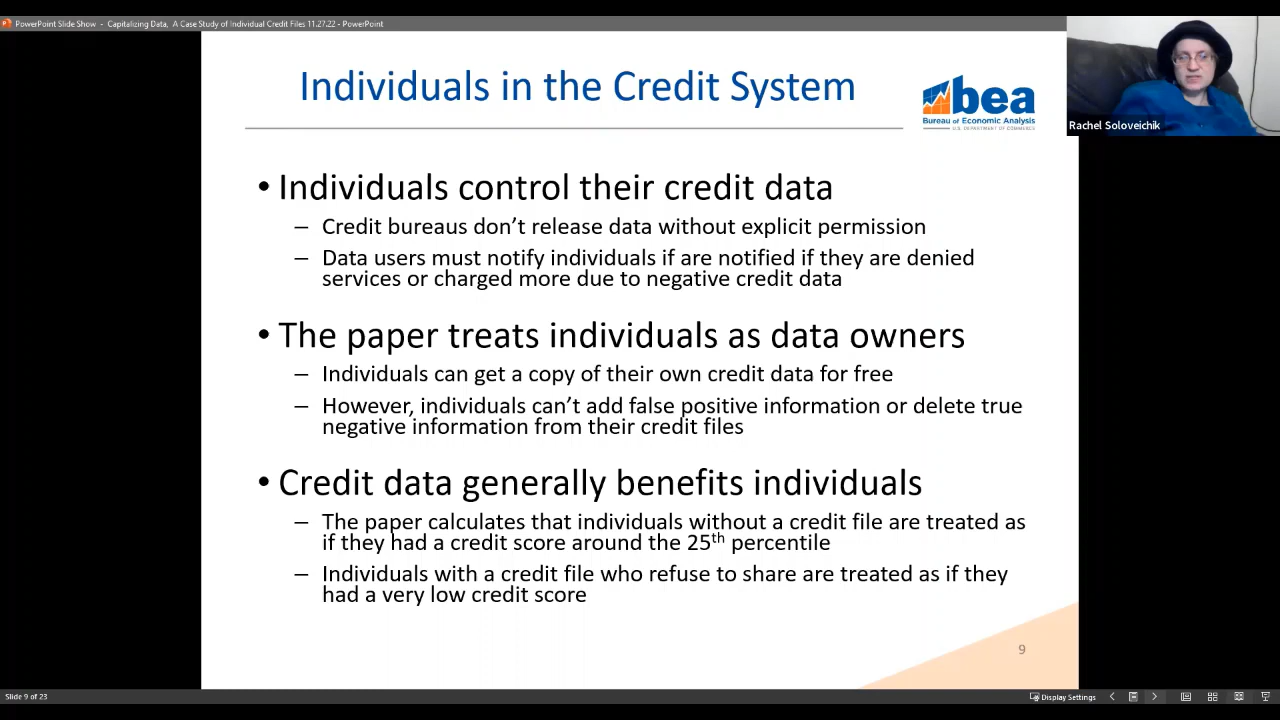 PowerPoint Slide Show - Capitalizing Data, A Case Study of Individual Credit Files 11.27.22 - PowerPoint
Individuals in the Credit System
bea
Bureau of Economic Analysis
U.S. DEPARTMENT OF COMMERCE
Rachel Soloveichik
• Individuals control their credit data
– Credit bureaus don't release data without explicit permission
– Data users must notify individuals if are notified if they are denied
services or charged more due to negative credit data
• The paper treats individuals as data owners
– Individuals can get a copy of their own credit data for free
– However, individuals can't add false positive information or delete true
negative information from their credit files
• Credit data generally benefits individuals
– The paper calculates that individuals without a credit file are treated as
if they had a credit score around the 25th percentile
– Individuals with a credit file who refuse to share are treated as if they
had a very low credit score
9
Slide 9 of 23
Display Settings